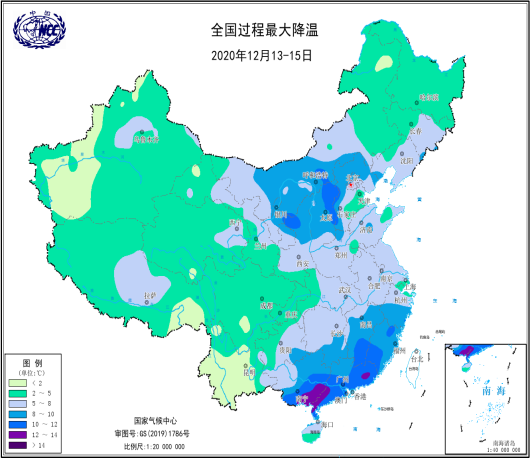 中国
NCC
全国过程最大降温
2020年12月13-15日
哈尔滨
长春
乌鲁木齐
沈阳
呼和浩特
北京
天津
银川
太原
石家庄
济南
西宁
兰州
郑州
西安
南京
合肥
上海
拉萨
成都
武汉
杭州
重庆
南昌
长沙
贵阳
福州
昆明
台北
广州
南宁
香港
澳门
海口
图 例
(单位:℃)
< 2
2 ~ 5
5 ~ 8
8 ~ 10
10 ~ 12
12 ~ 14
> 14
国家气候中心
审图号:GS(2019)1786号
比例尺:1:20 000 000
南 海
南海诸岛
1:40 000 000